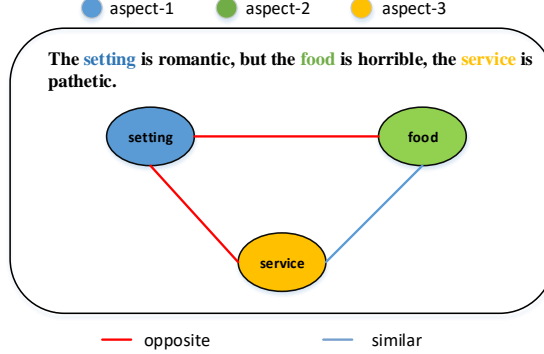 aspect-1 aspect-2 aspect-3
The setting is romantic, but the food is horrible, the service is
pathetic.
setting food
service
opposite similar